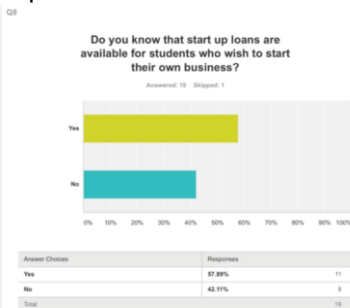 Q8
Do you know that start up loans are
available for students who wish to start
their own business?
Answered: 19 Skipped: 1
Yes
No
0% 10% 20% 30% 40% 50% 60% 70% 80% 90% 100%
Answer Choices Responses
Yes 57.89% 11
No 42.11% 8
Total 19